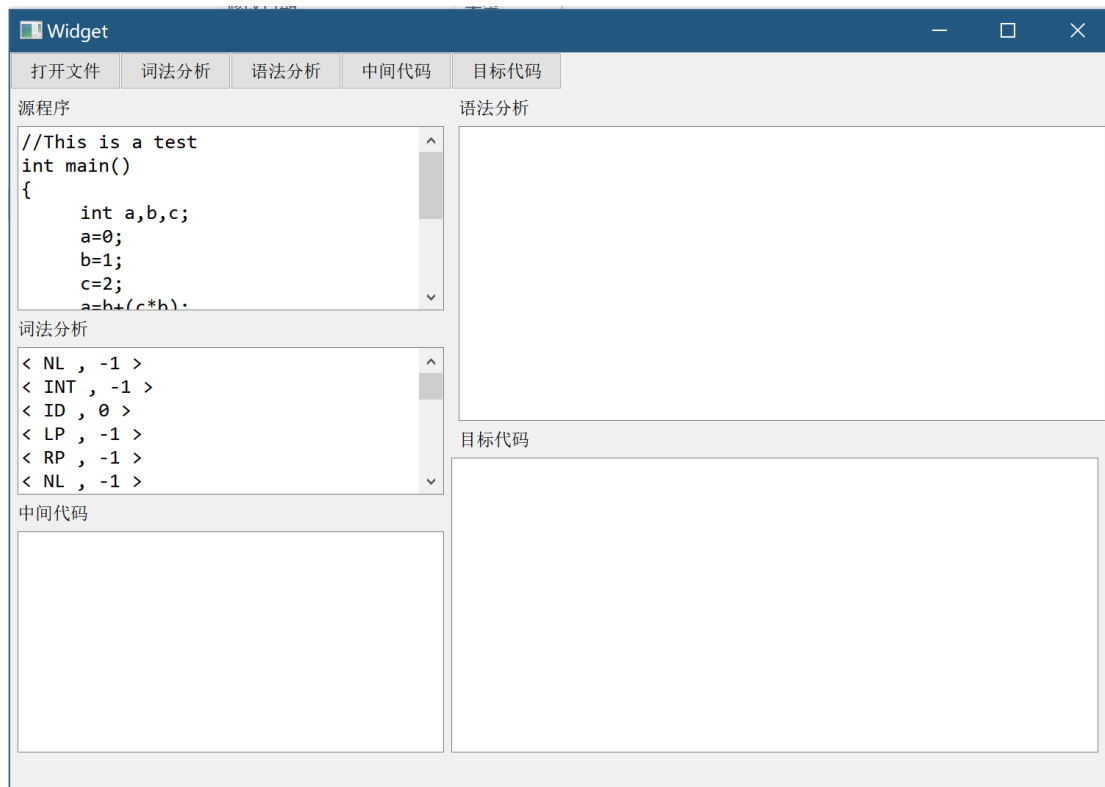 Widget
打开文件 词法分析 语法分析 中间代码 目标代码
源程序
//This is a test
int main()
{
int a,b,c;
a=0;
b=1;
c=2;
a=b+(c*b);
词法分析
< NL , -1 >
< INT , -1 >
< ID , 0 >
< LP , -1 >
< RP , -1 >
< NL , -1 >
中间代码
语法分析
目标代码